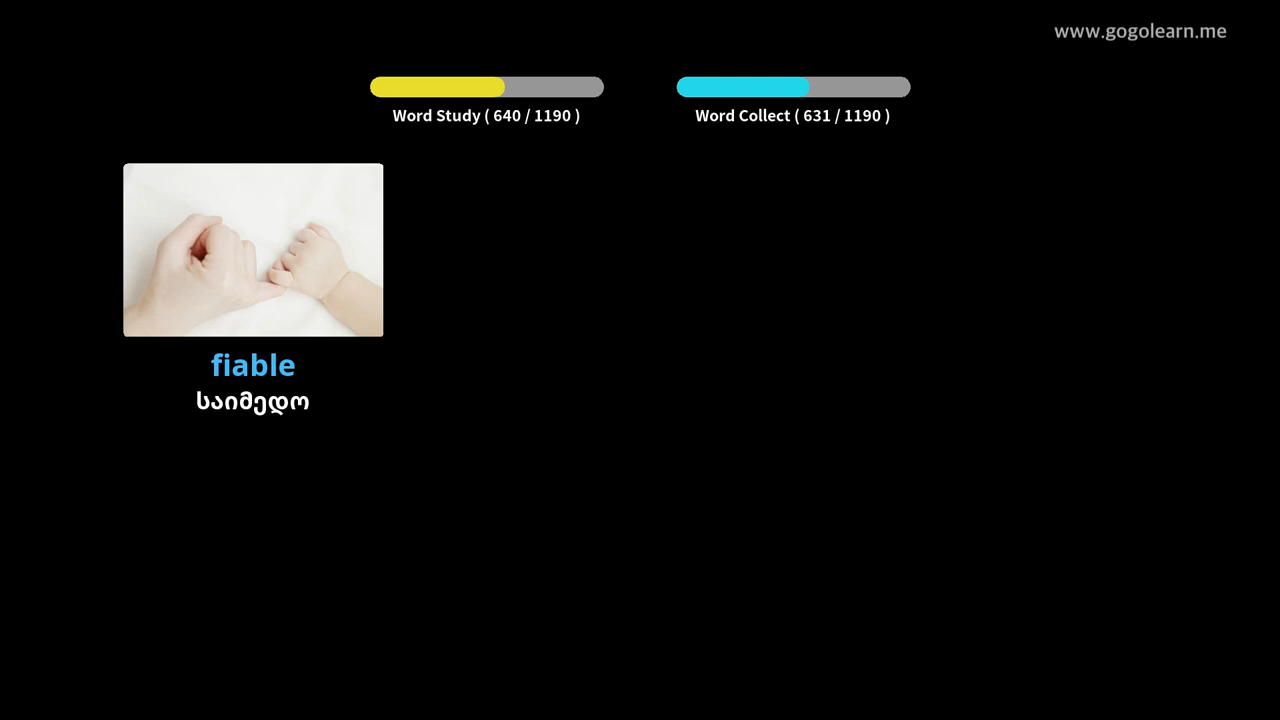 www.gogolearn.me
Word Study ( 640 / 1190 )
Word Collect ( 631 / 1190 )
fiable
საიმედო